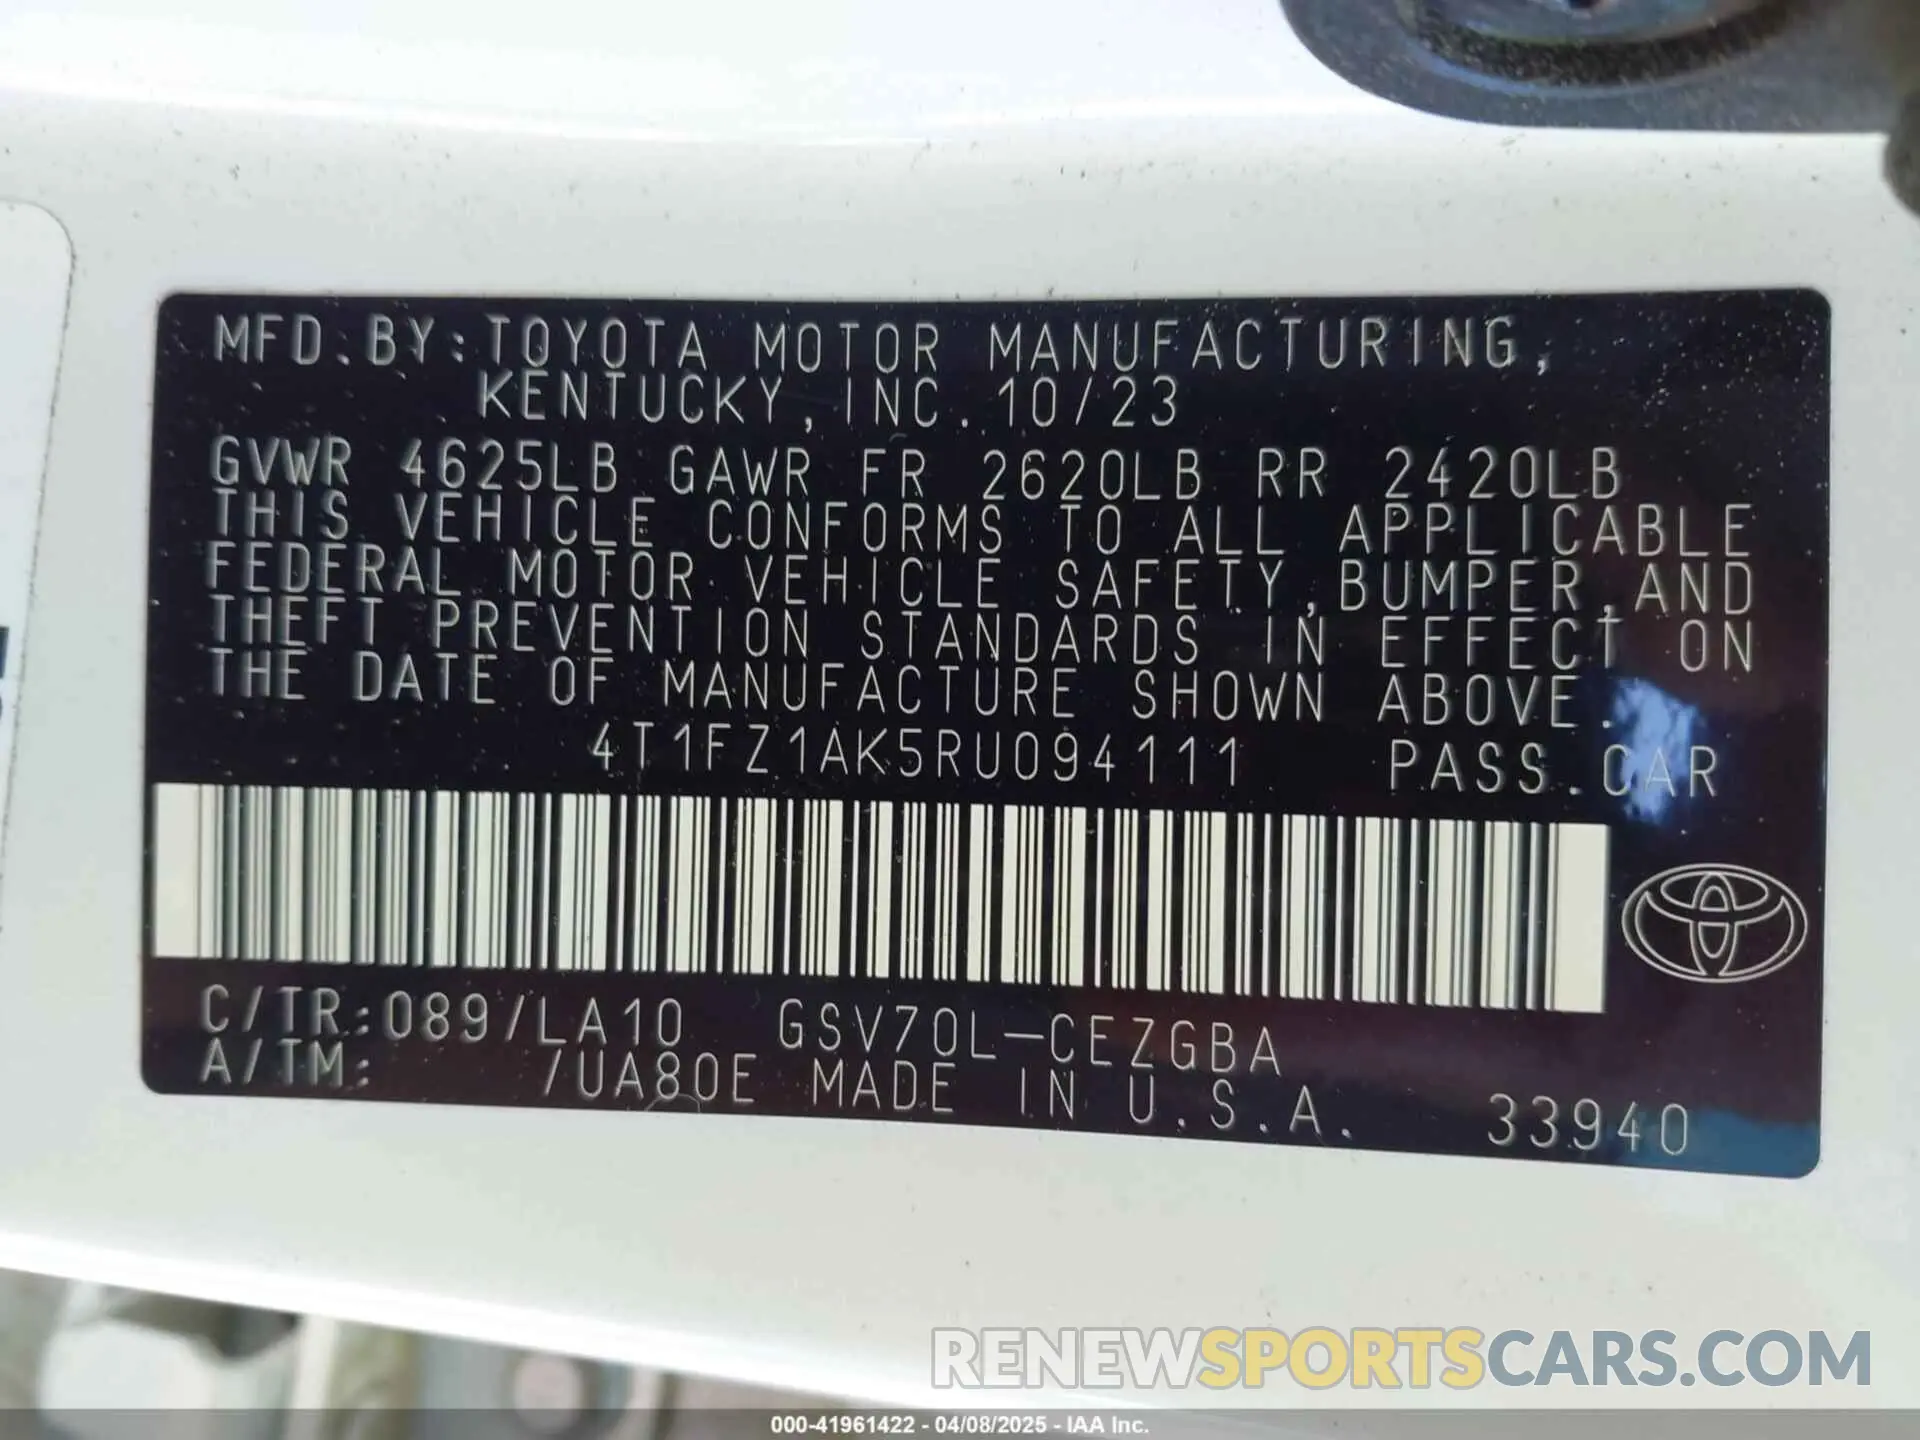 MFD. BY: TOYOTA MOTOR MANUFACTURING,
KENTUCKY, INC. 10/23
GVWR 4625LB GAWR FR 2620LB RR 2420LB
THIS VEHICLE CONFORMS TO ALL APPLICABLE
FEDERAL MOTOR VEHICLE SAFETY, BUMPER, AND
THEFT PREVENTION STANDARDS IN EFFECT ON
THE DATE OF MANUFACTURE SHOWN ABOVE.
4T1FZ1AK5RU094111 PASS. CAR
C/TR: 089/LA10 GSV70L-CEZGBA
A/TM: /UA80E MADE IN U.S.A. 33940
RENEWSPORTSCARS.COM
000-41961422 - 04/08/2025 - IAA Inc.